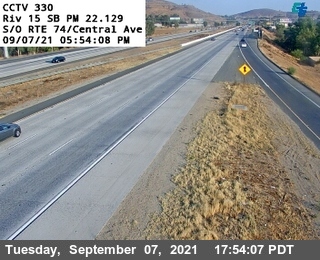 CCTV 330
Riv 15 SB PM 22.129
S/O RTE 74/Central Ave
09/07/21 05:54:08 PM
Tuesday, September 07, 2021 17:54:07 PDT